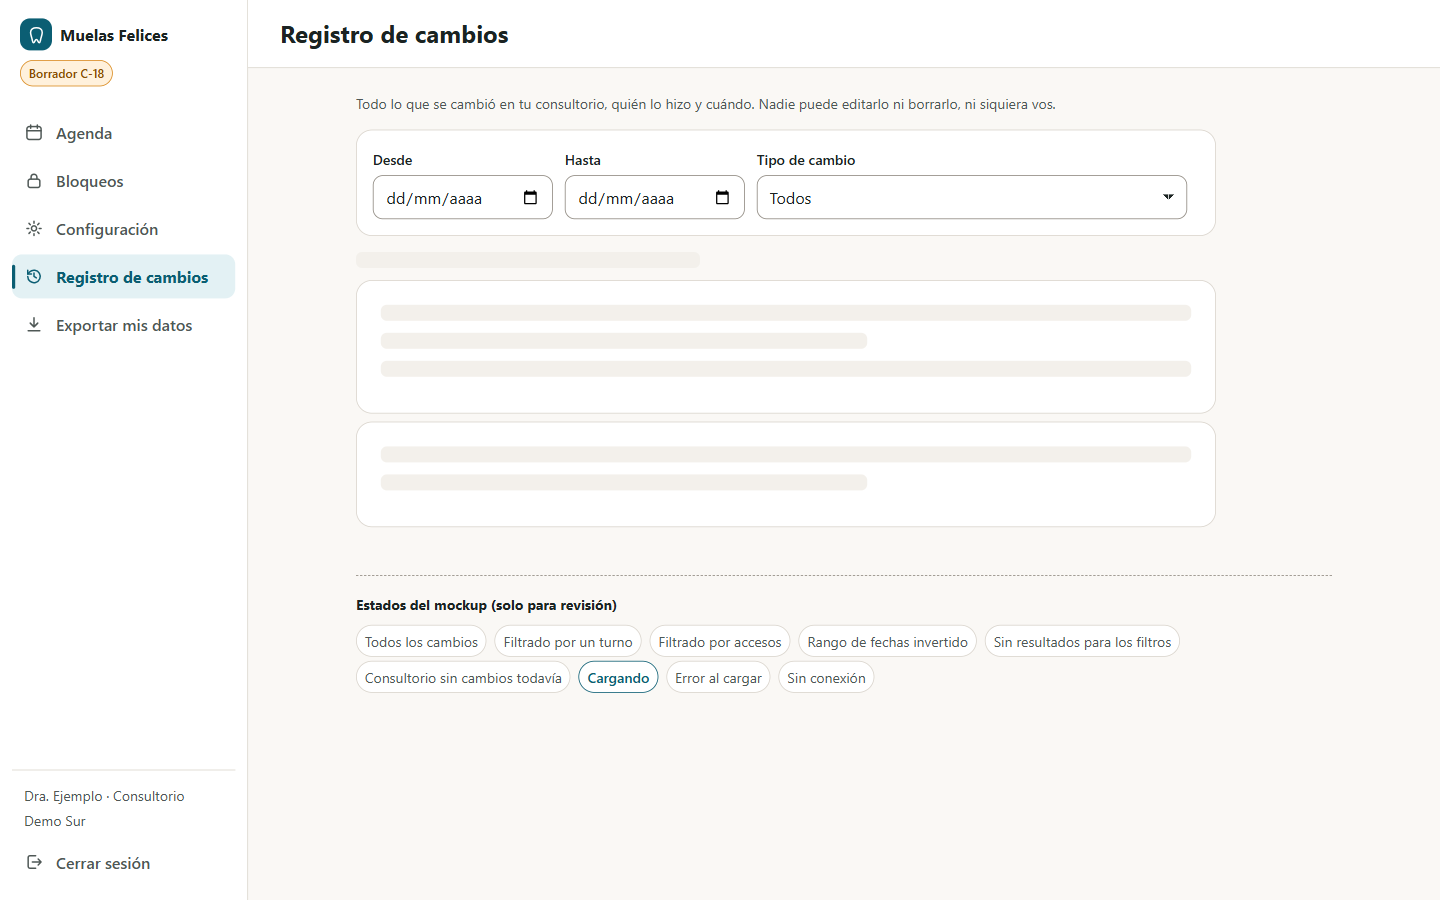 Muelas Felices
Borrador C-18
Agenda
Bloqueos
Configuración
Registro de cambios
Exportar mis datos
Dra. Ejemplo · Consultorio
Demo Sur
Cerrar sesión
Registro de cambios
Todo lo que se cambió en tu consultorio, quién lo hizo y cuándo. Nadie puede editarlo ni borrarlo, ni siquiera vos.
Desde Hasta Tipo de cambio
dd/mm/aaaa dd/mm/aaaa Todos
Estados del mockup (solo para revisión)
Todos los cambios Filtrado por un turno Filtrado por accesos Rango de fechas invertido Sin resultados para los filtros
Consultorio sin cambios todavía Cargando Error al cargar Sin conexión